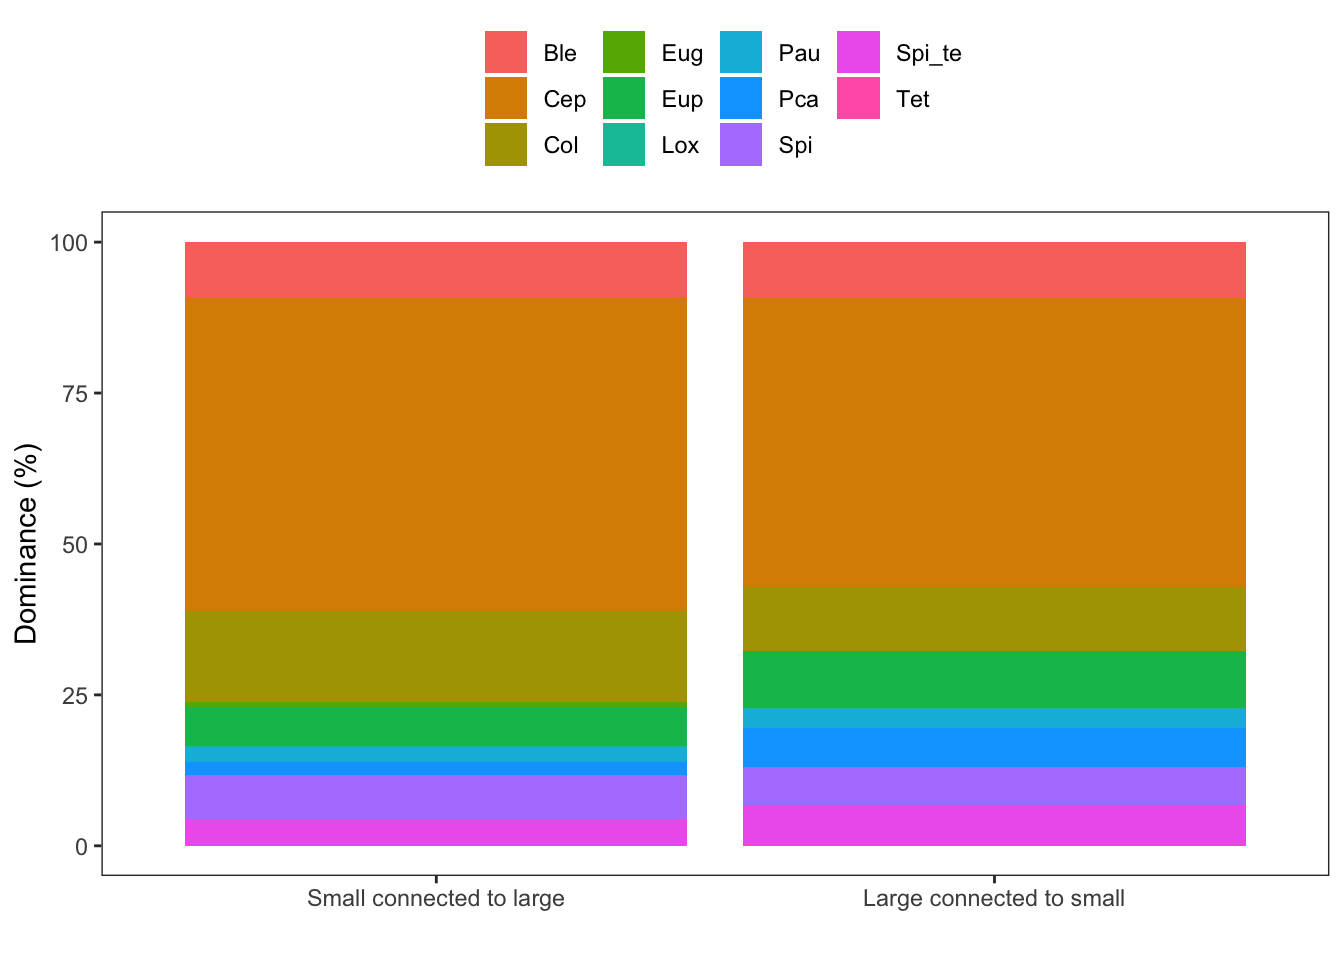 Ble Eug Pau Spi_te
Cep Eup Pca Tet
Col Lox Spi
Dominance (%)
100
75
50
25
0
Small connected to large Large connected to small